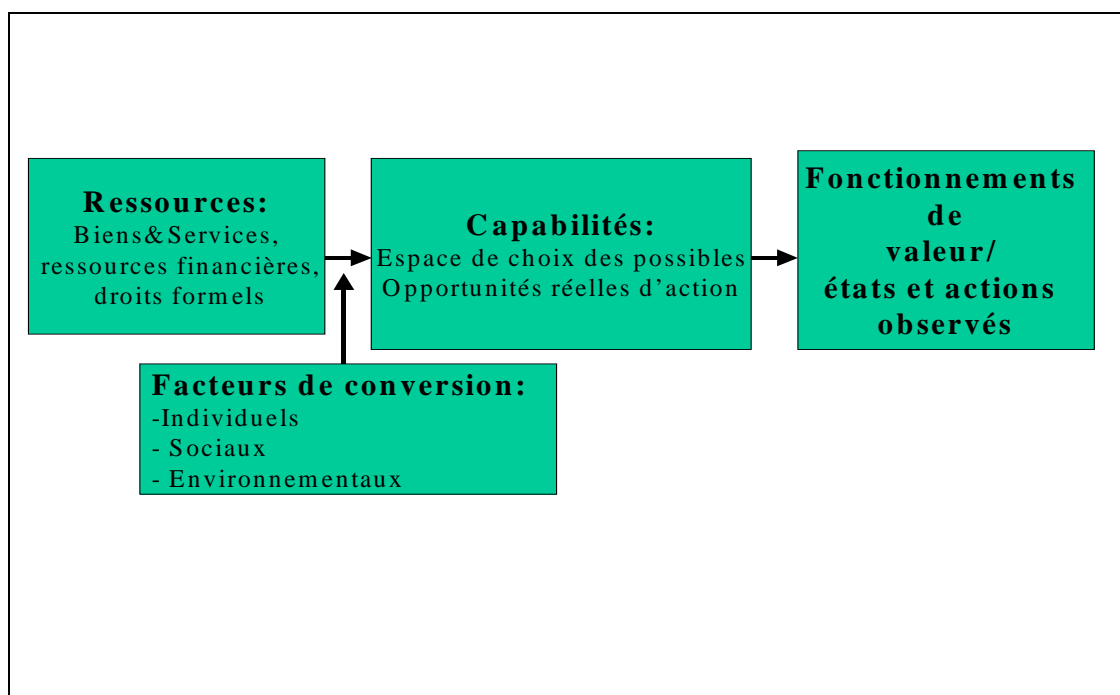 Ressources:
Biens&Services,
ressources financières,
droits formels
Capabilités:
Espace de choix des possibles
Opportunités réelles d’action
Fonctionnements
de
valeur/
états et actions
observés
Facteurs de conversion:
-Individuels
- Sociaux
- Environnementaux